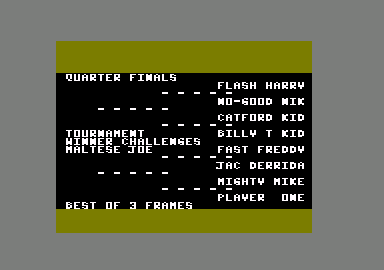 QUARTER FINALS
FLASH HARRY
NO-GOOD NIK
CATFORD KID
TOURNAMENT BILLY T KID
WINNER CHALLENGES
MALTESE JOE FAST FREDDY
JAC DERRIDA
MIGHTY MIKE
PLAYER ONE
BEST OF 3 FRAMES